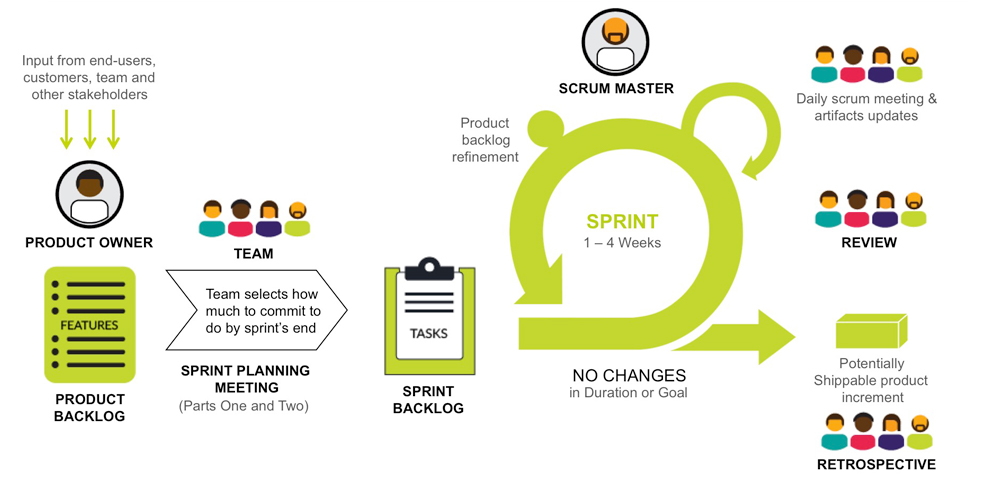 Input from end-users,
customers, team and
other stakeholders
PRODUCT OWNER
FEATURES
PRODUCT
BACKLOG
TEAM
Team selects how
much to commit to
do by sprint's end
SPRINT PLANNING
MEETING
(Parts One and Two)
TASKS
SPRINT
BACKLOG
SCRUM MASTER
Product
backlog
refinement
SPRINT
1 – 4 Weeks
NO CHANGES
in Duration or Goal
Daily scrum meeting &
artifacts updates
REVIEW
Potentially
Shippable product
increment
RETROSPECTIVE